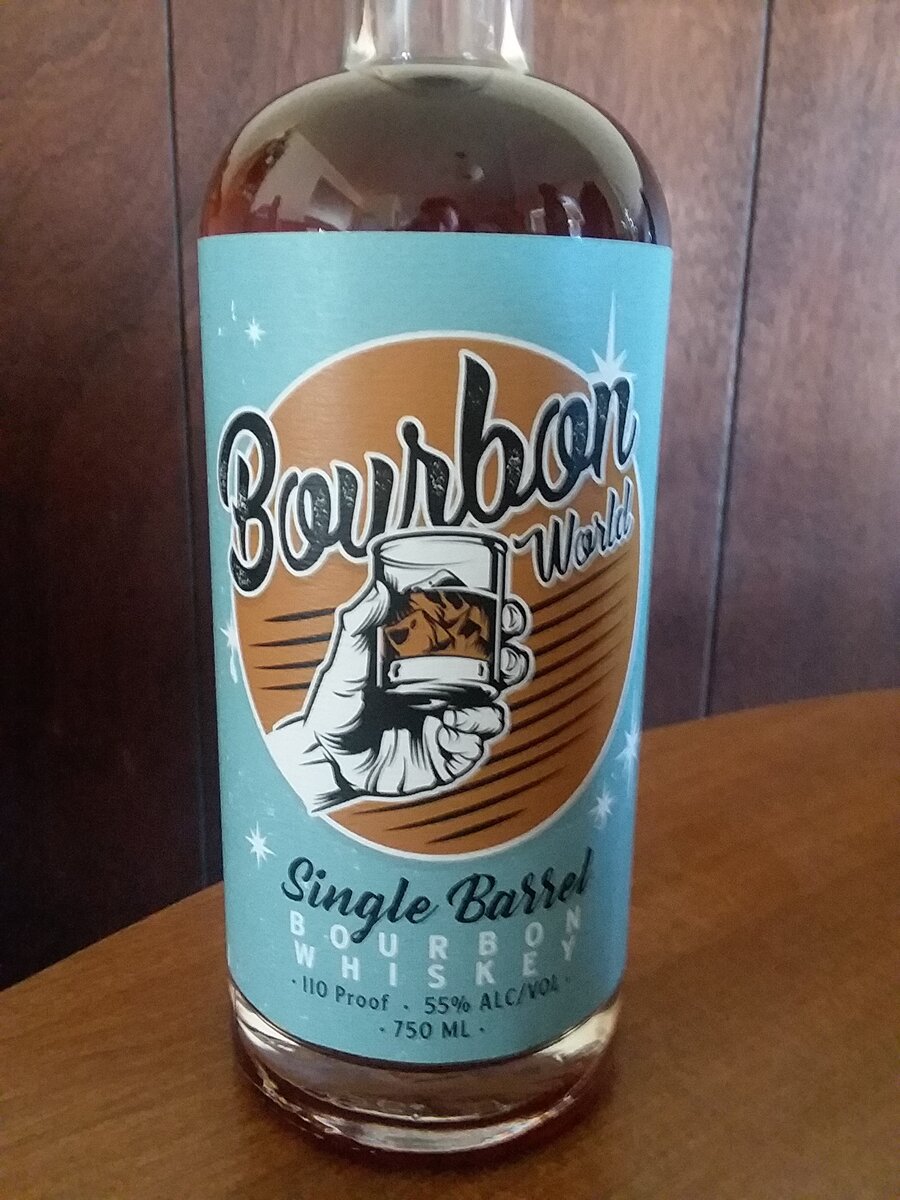 Bourbon
World
Single Barrel
BOURBON
WHISKEY
· 110 Proof · 55% ALC/VOL ·
· 750 ML ·